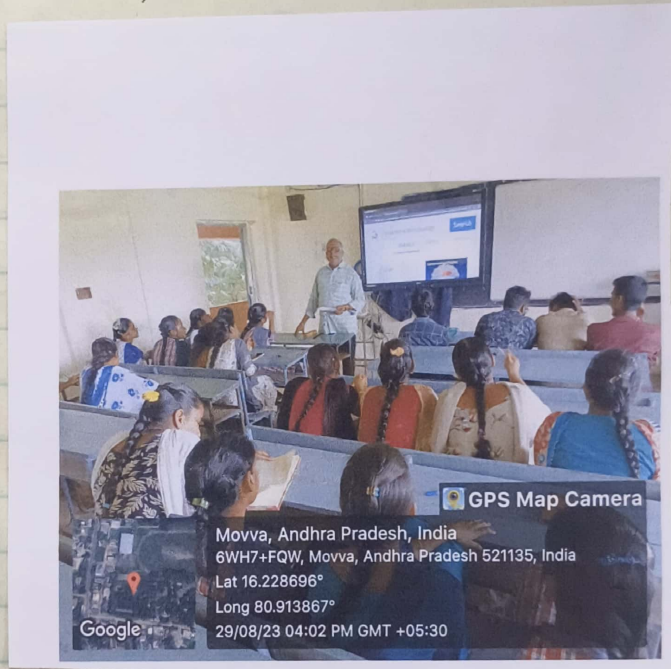 Search
GPS Map Camera
Movva, Andhra Pradesh, India
6WH7+FQW, Movva, Andhra Pradesh 521135, India
Lat 16.228696°
Long 80.913867°
29/08/23 04:02 PM GMT +05:30
Google